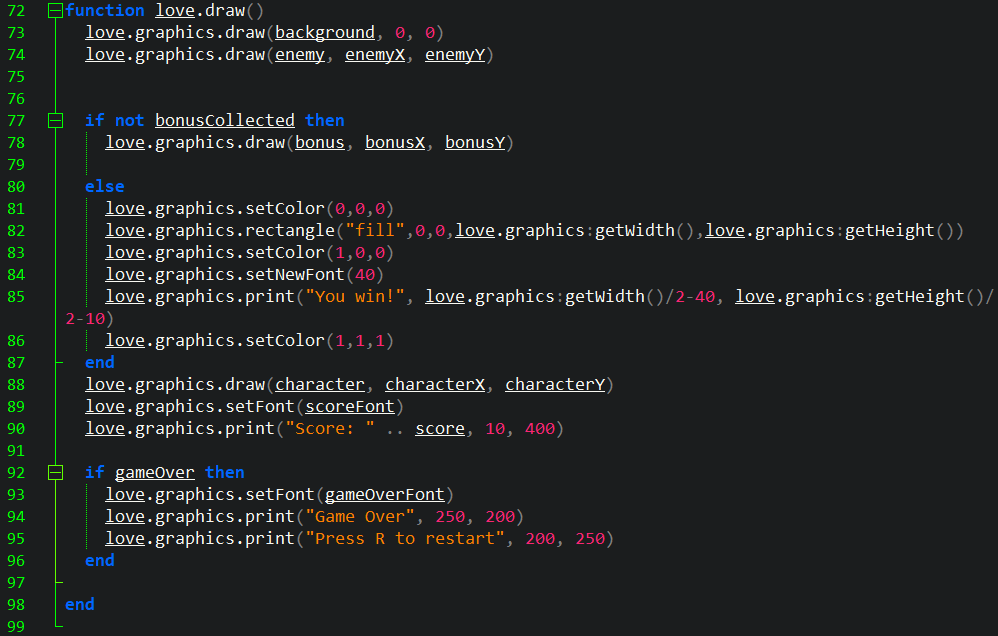 72 function love.draw()
73 love.graphics.draw(background, 0, 0)
74 love.graphics.draw(enemy, enemyX, enemyY)
75
76
77 if not bonusCollected then
78 love.graphics.draw(bonus, bonusX, bonusY)
79
80 else
81 love.graphics.setColor(0,0,0)
82 love.graphics.rectangle("fill",0,0,love.graphics:getWidth(),love.graphics:getHeight())
83 love.graphics.setColor(1,0,0)
84 love.graphics.setNewFont(40)
85 love.graphics.print("You win!", love.graphics:getWidth()/2-40, love.graphics:getHeight()/
2-10)
86 love.graphics.setColor(1,1,1)
87 end
88 love.graphics.draw(character, characterX, characterY)
89 love.graphics.setFont(scoreFont)
90 love.graphics.print("Score: " .. score, 10, 400)
91
92 if gameOver then
93 love.graphics.setFont(gameOverFont)
94 love.graphics.print("Game Over", 250, 200)
95 love.graphics.print("Press R to restart", 200, 250)
96 end
97
98 end
99